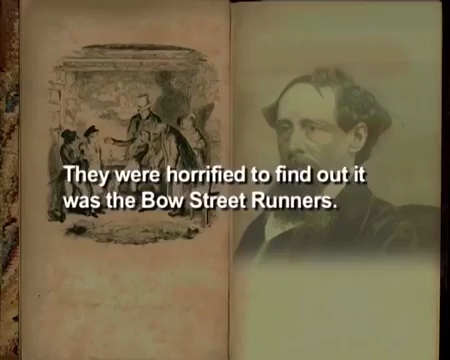 They were horrified to find out it
was the Bow Street Runners.